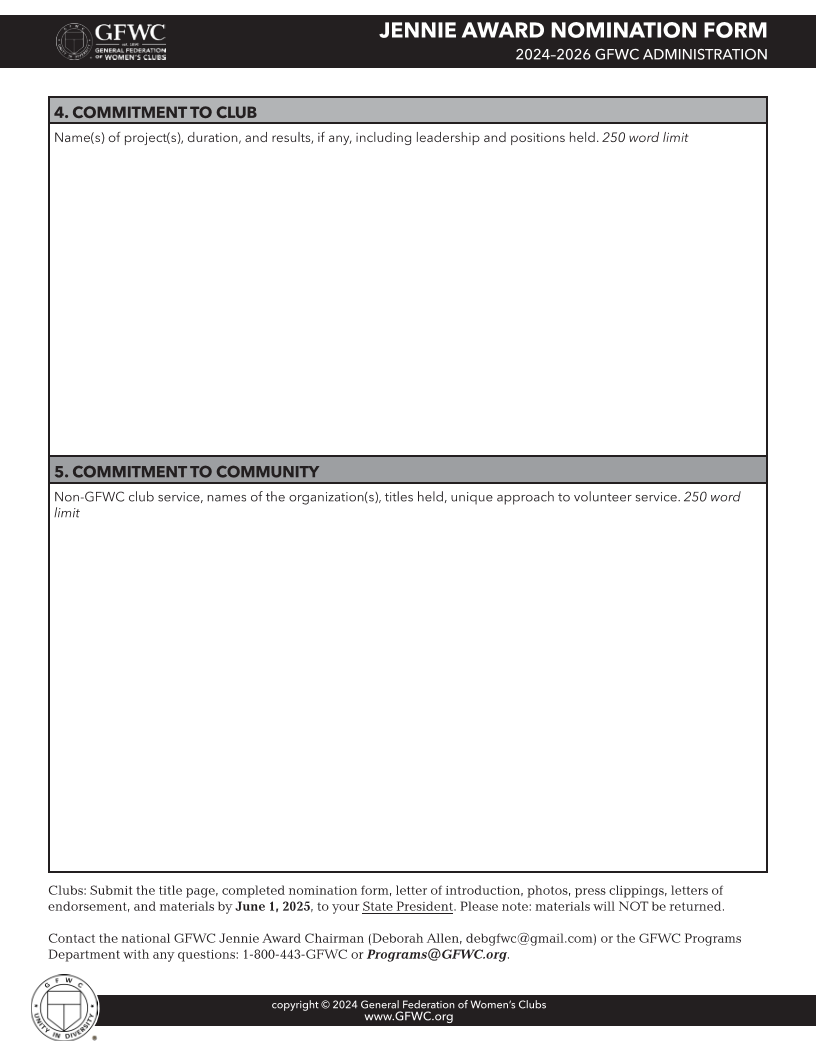 GFWC
GENERAL FEDERATION
OF WOMEN'S CLUBS
JENNIE AWARD NOMINATION FORM
2024–2026 GFWC ADMINISTRATION
4. COMMITMENT TO CLUB
Name(s) of project(s), duration, and results, if any, including leadership and positions held. 250 word limit
5. COMMITMENT TO COMMUNITY
Non-GFWC club service, names of the organization(s), titles held, unique approach to volunteer service. 250 word
limit
Clubs: Submit the title page, completed nomination form, letter of introduction, photos, press clippings, letters of
endorsement, and materials by June 1, 2025, to your State President. Please note: materials will NOT be returned.
Contact the national GFWC Jennie Award Chairman (Deborah Allen, debgfwc@gmail.com) or the GFWC Programs
Department with any questions: 1-800-443-GFWC or Programs@GFWC.org.
GFWC
UNITY IN DIVERSITY
®
copyright © 2024 General Federation of Women's Clubs
www.GFWC.org